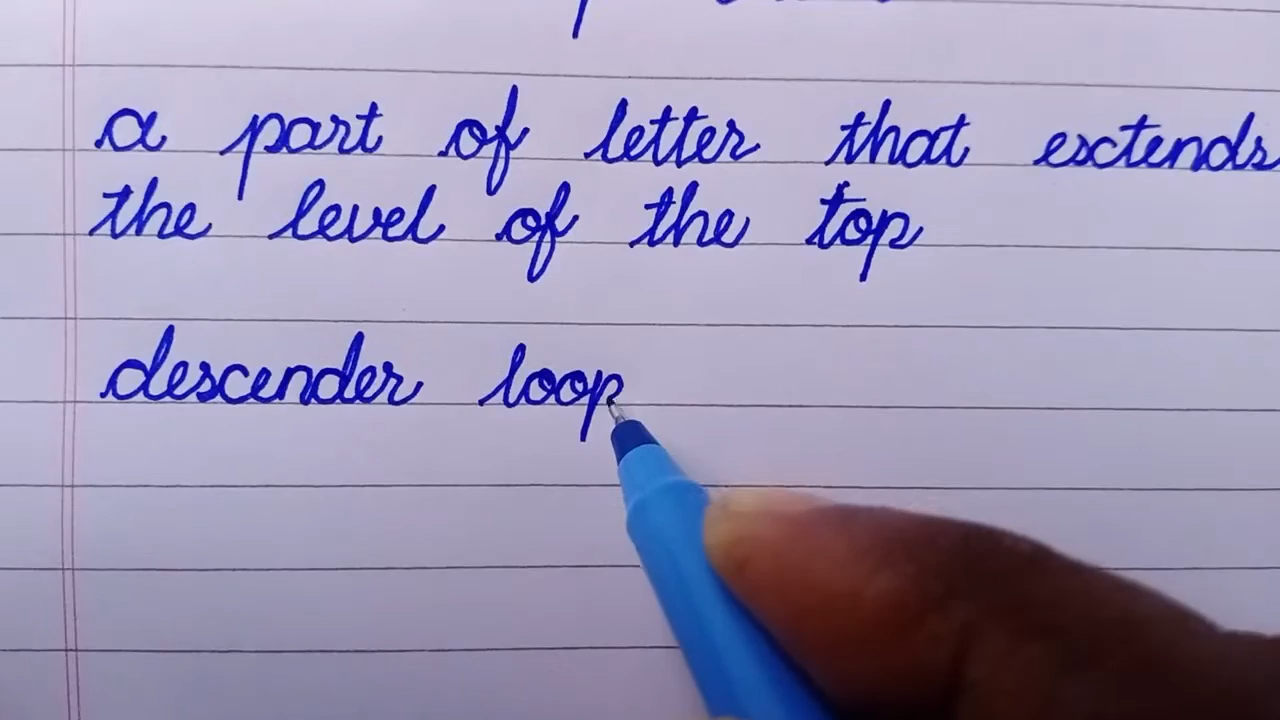 a part of letter that extends
the level of the top
descender loop